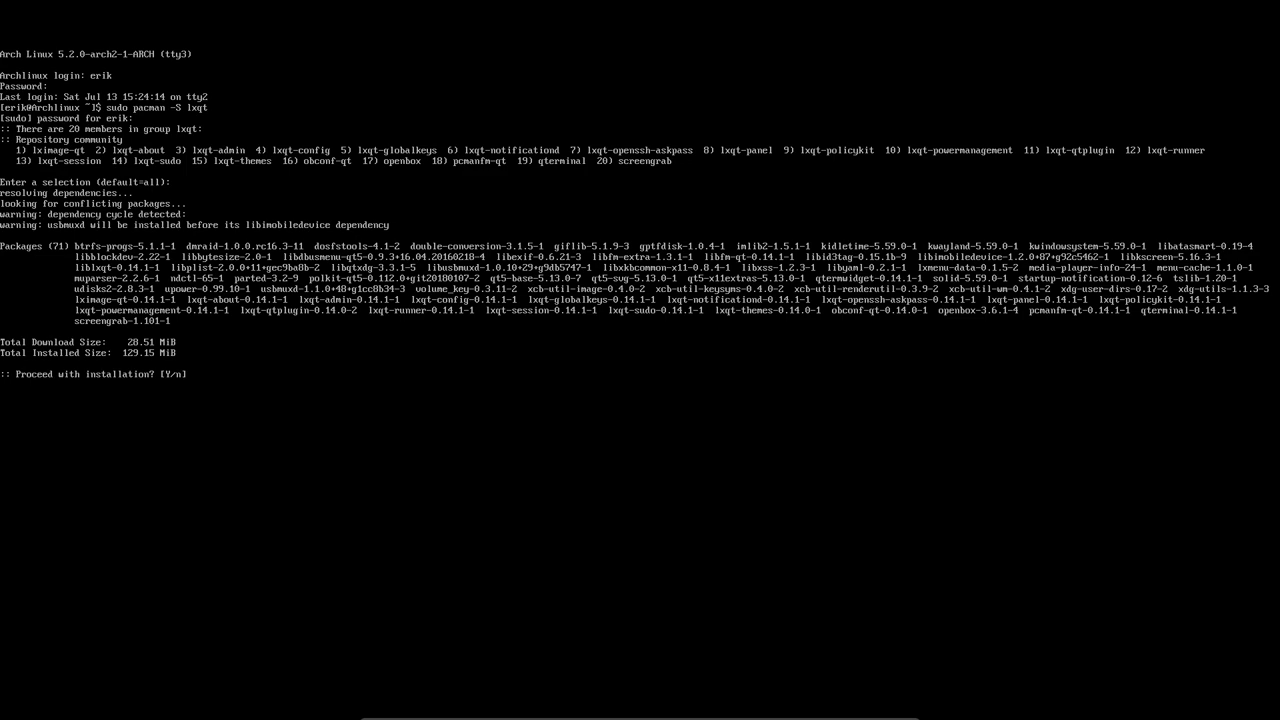 Arch Linux 5.2.0-arch2-1-ARCH (tty3)
Archlinux login: erik
Password:
Last login: Sat Jul 13 15:24:14 on tty2
[erik@Archlinux ~]$ sudo pacman -S lxqt
[sudo] password for erik:
:: There are 20 members in group lxqt:
:: Repository community
1) lximage-qt 2) lxqt-about 3) lxqt-admin 4) lxqt-config 5) lxqt-globalkeys 6) lxqt-notificationd 7) lxqt-openssh-askpass 8) lxqt-panel 9) lxqt-policykit 10) lxqt-powermanagement 11) lxqt-qtplugin 12) lxqt-runner
13) lxqt-session 14) lxqt-sudo 15) lxqt-themes 16) obconf-qt 17) openbox 18) pcmanfm-qt 19) qterminal 20) screengrab
Enter a selection (default=all):
resolving dependencies...
looking for conflicting packages...
warning: dependency cycle detected:
warning: usbmuxd will be installed before its libimobiledevice dependency
Packages (71) btrfs-progs-5.1.1-1 dmraid-1.0.0.rc16.3-11 dosfstools-4.1-2 double-conversion-3.1.5-1 giflib-5.1.9-3 gptfdisk-1.0.4-1 imlib2-1.5.1-1 kidletime-5.59.0-1 kwayland-5.59.0-1 kwindowsystem-5.59.0-1 libatasmart-0.19-4
libblockdev-2.22-1 libbytesize-2.0-1 libdbusmenu-qt5-0.9.3+16.04.20160218-4 libexif-0.6.21-3 libfm-extra-1.3.1-1 libfm-qt-0.14.1-1 libid3tag-0.15.1b-9 libimobiledevice-1.2.0+87+g92c5462-1 libkscreen-5.16.3-1
liblxqt-0.14.1-1 libplist-2.0.0+11+gec9ba8b-2 libqtxdg-3.3.1-5 libusbmuxd-1.0.10+29+g9db5747-1 libxkbcommon-x11-0.8.4-1 libxss-1.2.3-1 libyaml-0.2.1-1 lxmenu-data-0.1.5-2 media-player-info-24-1 menu-cache-1.1.0-1
muparser-2.2.6-1 ndctl-65-1 parted-3.2-9 polkit-qt5-0.112.0+git20180107-2 qt5-base-5.13.0-7 qt5-svg-5.13.0-1 qt5-x11extras-5.13.0-1 qtermwidget-0.14.1-1 solid-5.59.0-1 startup-notification-0.12-6 tslib-1.20-1
udisks2-2.8.3-1 upower-0.99.10-1 usbmuxd-1.1.0+48+g1cc8b34-3 volume_key-0.3.11-2 xcb-util-image-0.4.0-2 xcb-util-keysyms-0.4.0-2 xcb-util-renderutil-0.3.9-2 xcb-util-wm-0.4.1-2 xdg-user-dirs-0.17-2 xdg-utils-1.1.3-3
lximage-qt-0.14.1-1 lxqt-about-0.14.1-1 lxqt-admin-0.14.1-1 lxqt-config-0.14.1-1 lxqt-globalkeys-0.14.1-1 lxqt-notificationd-0.14.1-1 lxqt-openssh-askpass-0.14.1-1 lxqt-panel-0.14.1-1 lxqt-policykit-0.14.1-1
lxqt-powermanagement-0.14.1-1 lxqt-qtplugin-0.14.0-2 lxqt-runner-0.14.1-1 lxqt-session-0.14.1-1 lxqt-sudo-0.14.1-1 lxqt-themes-0.14.0-1 obconf-qt-0.14.0-1 openbox-3.6.1-4 pcmanfm-qt-0.14.1-1 qterminal-0.14.1-1
screengrab-1.101-1
Total Download Size: 28.51 MiB
Total Installed Size: 129.15 MiB
:: Proceed with installation? [Y/n]